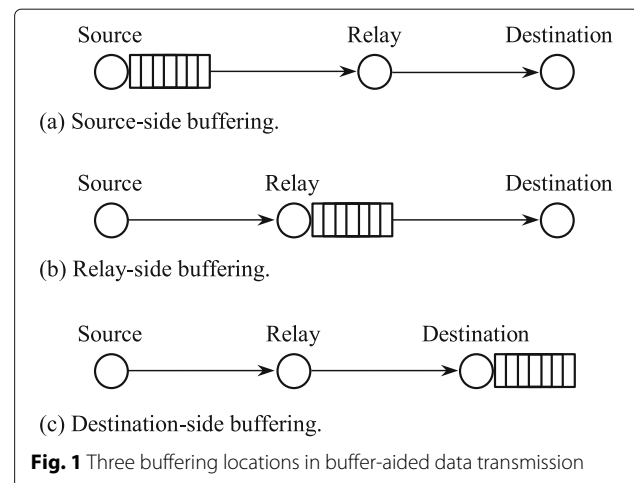 Source Relay Destination
(a) Source-side buffering.
Source Relay Destination
(b) Relay-side buffering.
Source Relay Destination
(c) Destination-side buffering.
Fig. 1 Three buffering locations in buffer-aided data transmission